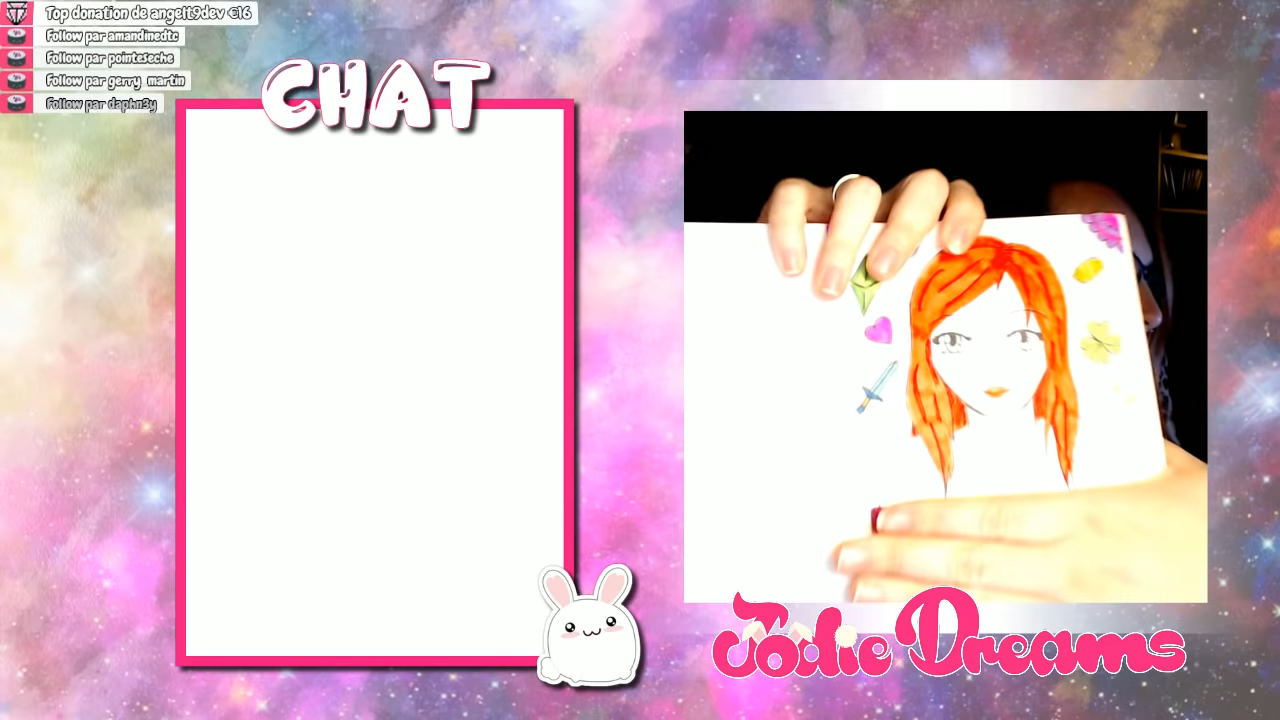 Top donation de angell9dev €16
Follow par amandinedtc
Follow par pointeseche
Follow par gerry_martin
Follow par daphn3y
CHAT
Jodie Dreams